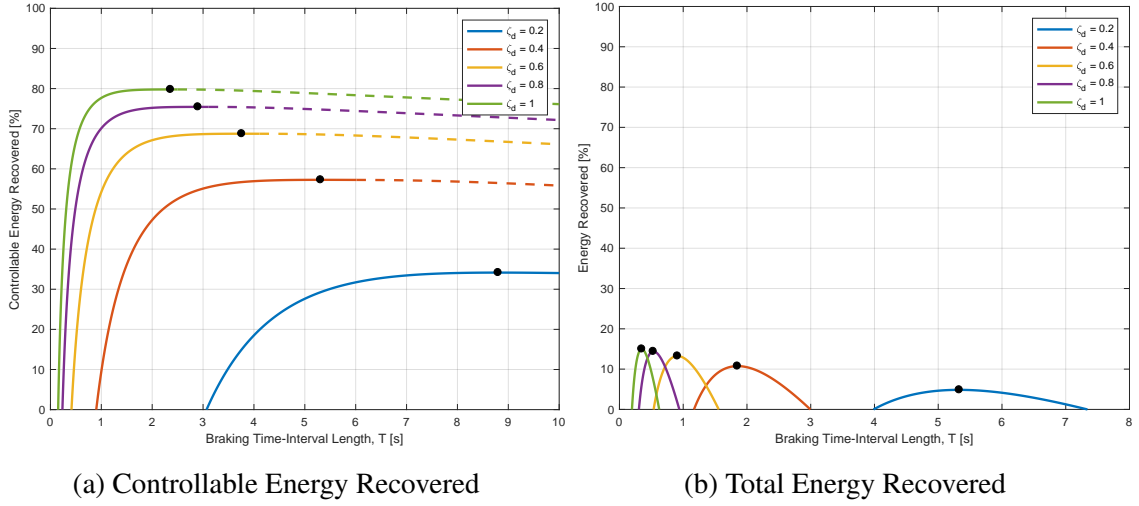 100
90
80
70
60
50
40
30
20
10
0
Controllable Energy Recovered [%]
0 1 2 3 4 5 6 7 8 9 10
Braking Time-Interval Length, T [s]
ζd = 0.2
ζd = 0.4
ζd = 0.6
ζd = 0.8
ζd = 1
(a) Controllable Energy Recovered
100
90
80
70
60
50
40
30
20
10
0
Energy Recovered [%]
0 1 2 3 4 5 6 7 8
Braking Time-Interval Length, T [s]
ζd = 0.2
ζd = 0.4
ζd = 0.6
ζd = 0.8
ζd = 1
(b) Total Energy Recovered